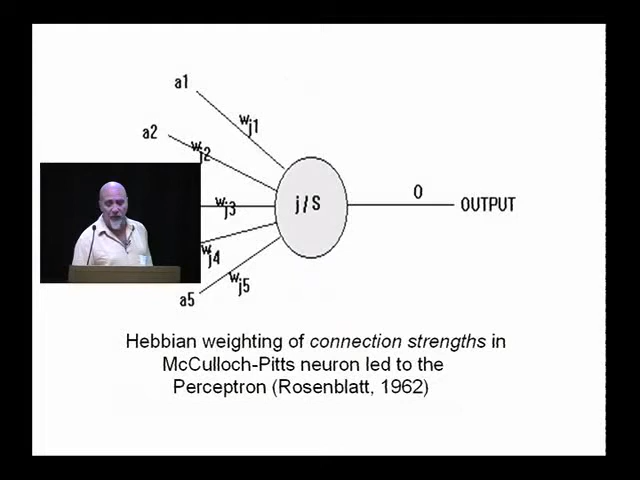 a1
wj1
a2
wj2
wj3
j/S
O
OUTPUT
wj4
wj5
a5
Hebbian weighting of connection strengths in
McCulloch-Pitts neuron led to the
Perceptron (Rosenblatt, 1962)